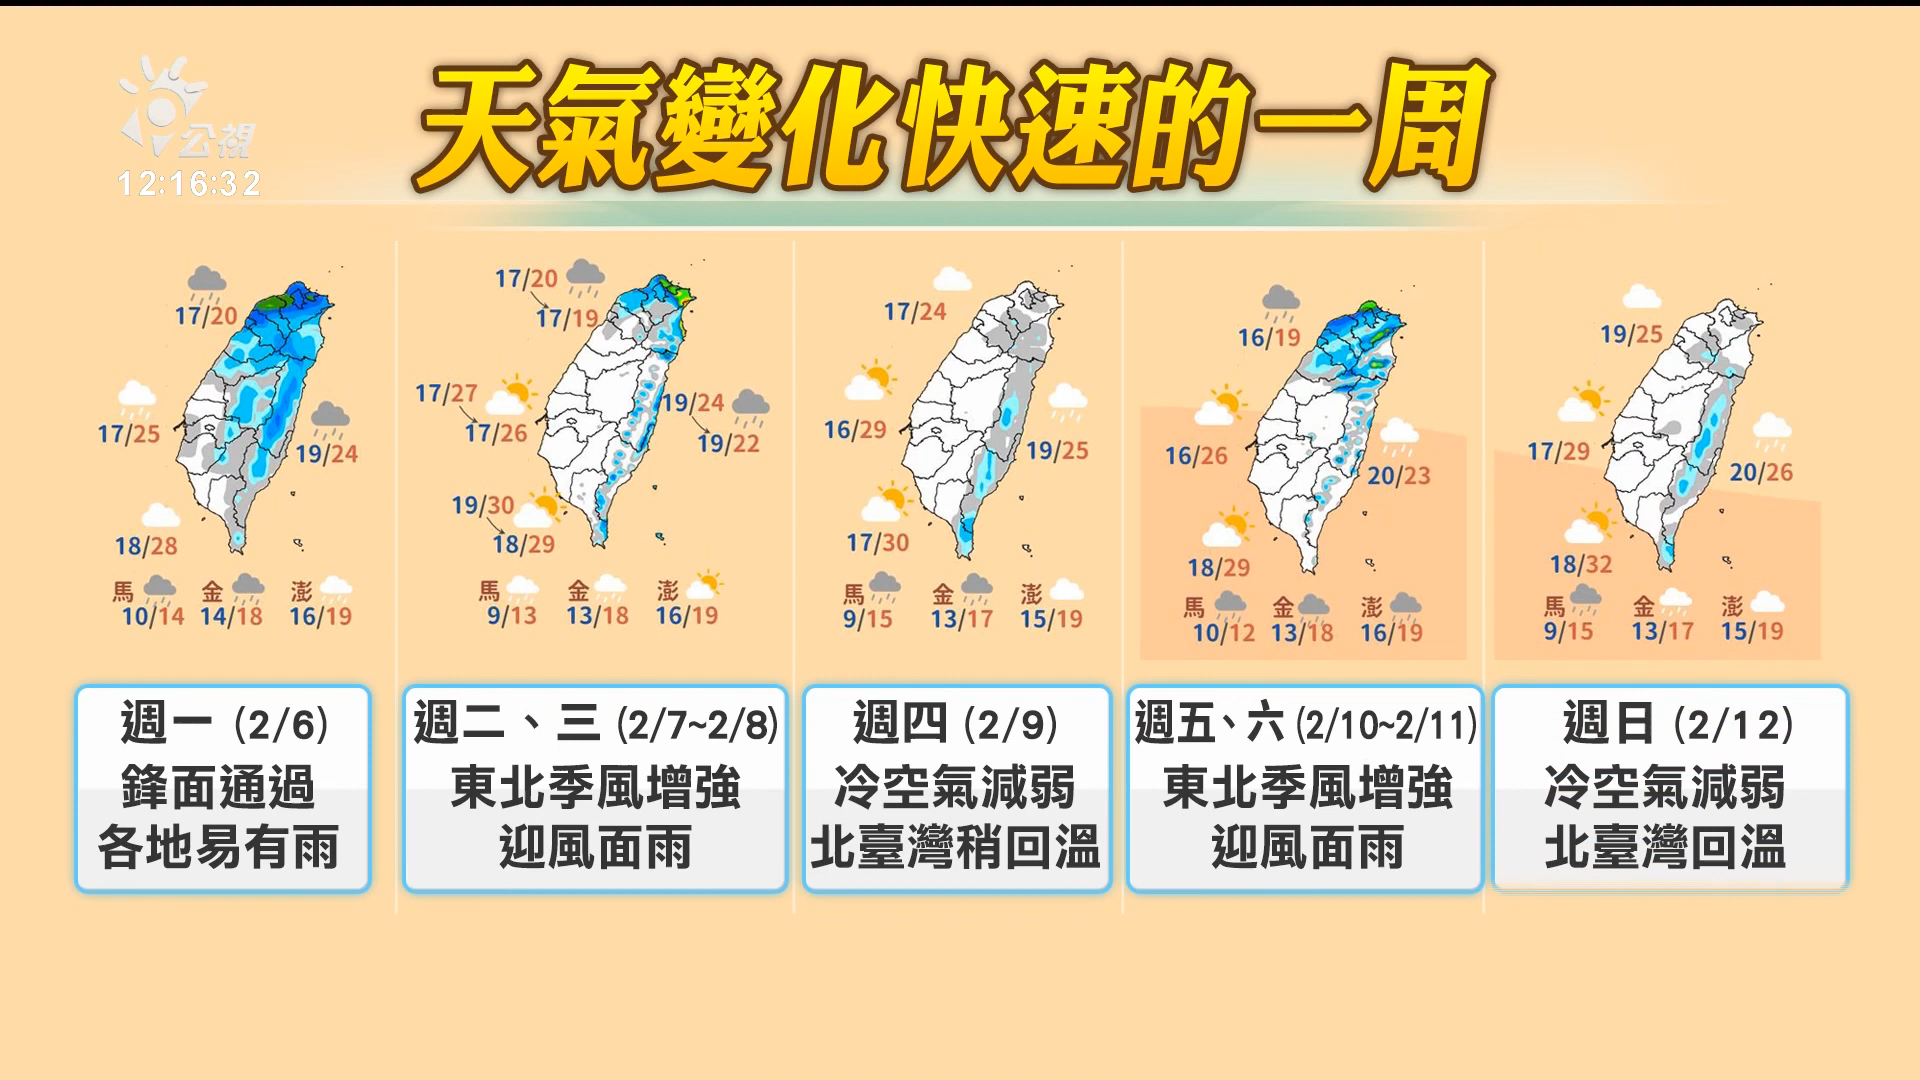 公視
12:16:32
天氣變化快速的一周
17/20
17/25
19/24
18/28
馬 金 澎
10/14 14/18 16/19
週一 (2/6)
鋒面通過
各地易有雨
17/20
17/19
17/27
17/26
19/24
19/22
19/30
18/29
馬 金 澎
9/13 13/18 16/19
週二、三 (2/7~2/8)
東北季風增強
迎風面雨
17/24
16/29
19/25
17/30
馬 金 澎
9/15 13/17 15/19
週四 (2/9)
冷空氣減弱
北臺灣稍回溫
16/19
16/26
20/23
18/29
馬 金 澎
10/12 13/18 16/19
週五、六 (2/10~2/11)
東北季風增強
迎風面雨
19/25
17/29
20/26
18/32
馬 金 澎
9/15 13/17 15/19
週日 (2/12)
冷空氣減弱
北臺灣回溫